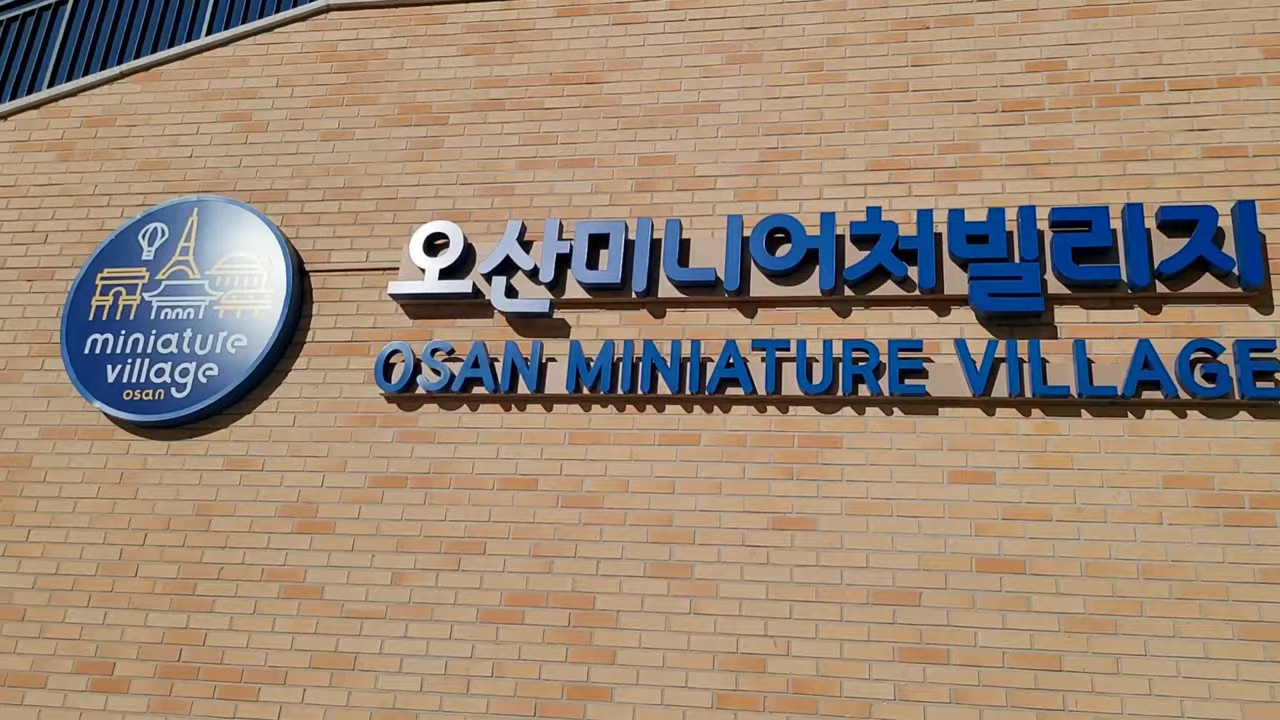 miniature
village
osan
오산미니어처빌리지
OSAN MINIATURE VILLAGE